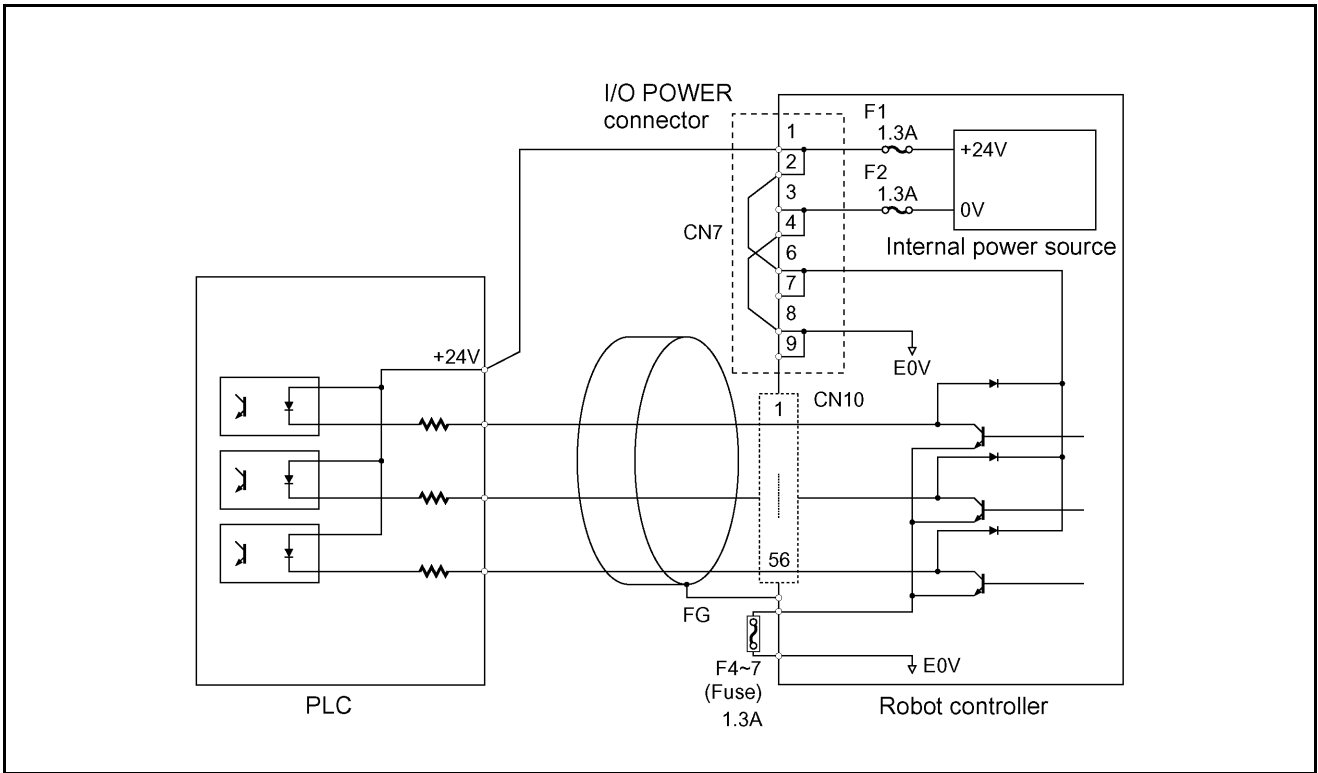 I/O POWER
connector
F1
1.3A
1
+24V
2
F2
3
1.3A
0V
4
CN7
Internal power source
6
7
8
9
E0V
+24V
CN10
1
56
FG
F4~7
(Fuse)
1.3A
E0V
PLC
Robot controller